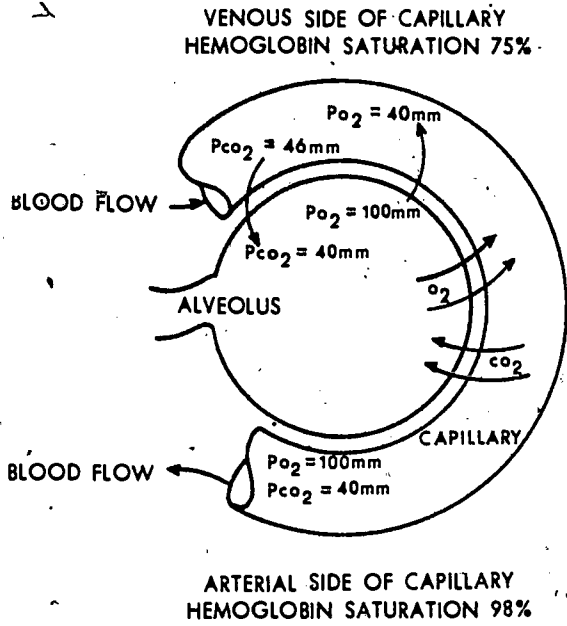 VENOUS SIDE OF CAPILLARY
HEMOGLOBIN SATURATION 75%
Po₂ = 40mm
Pco₂ = 46mm
BLOOD FLOW
Po₂ = 100mm
Pco₂ = 40mm
O₂
ALVEOLUS
CO₂
CAPILLARY
BLOOD FLOW
Po₂ = 100mm
Pco₂ = 40mm
ARTERIAL SIDE OF CAPILLARY
HEMOGLOBIN SATURATION 98%